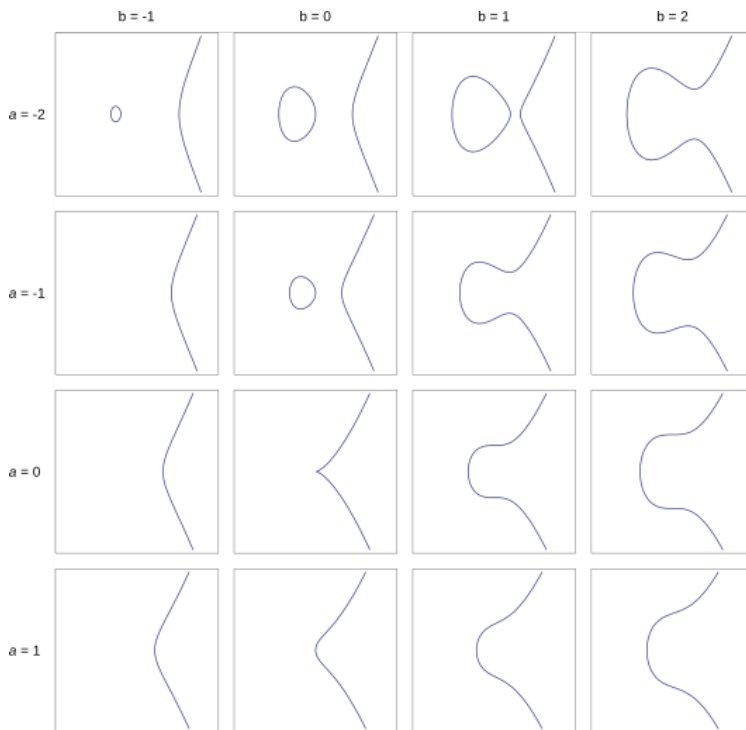 b = -1 b = 0 b = 1 b = 2
a = -2
a = -1
a = 0
a = 1